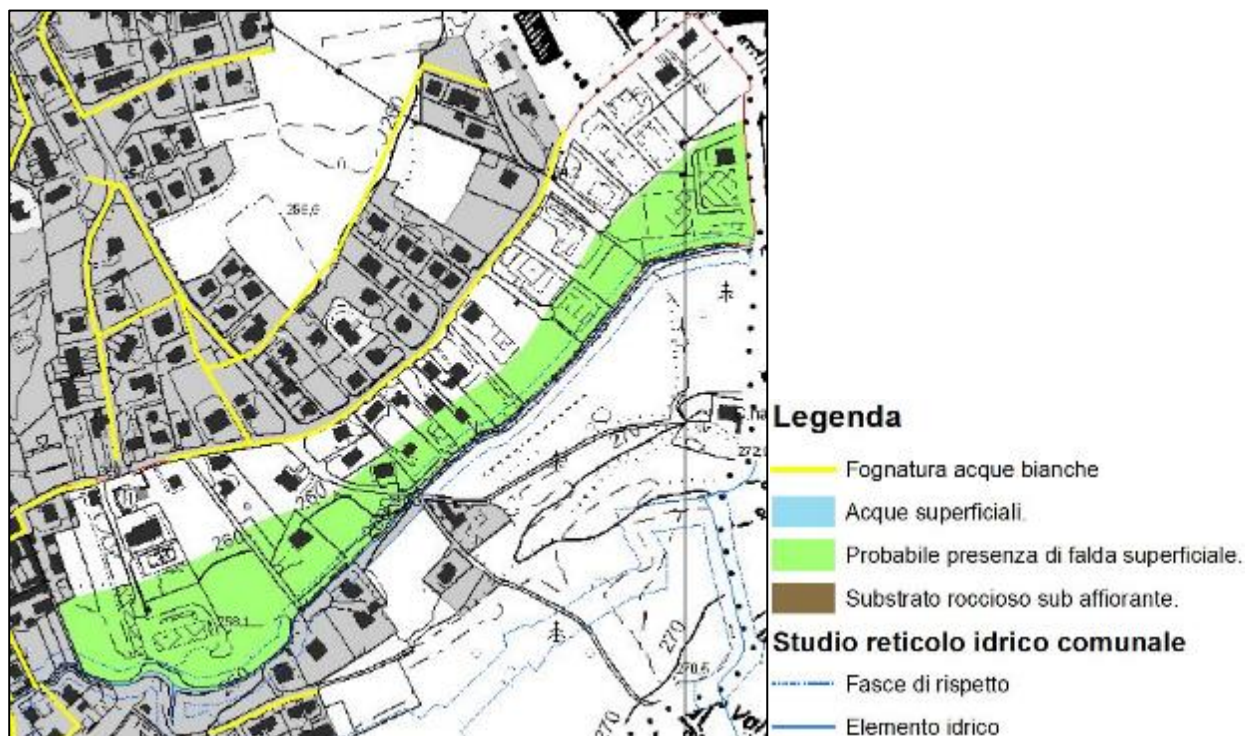 260
260
258,1
270
270
270,5
270
Legenda
Fognatura acque bianche
Acque superficiali.
Probabile presenza di falda superficiale.
Substrato roccioso sub affiorante.
Studio reticolo idrico comunale
Fasce di rispetto
Elemento idrico